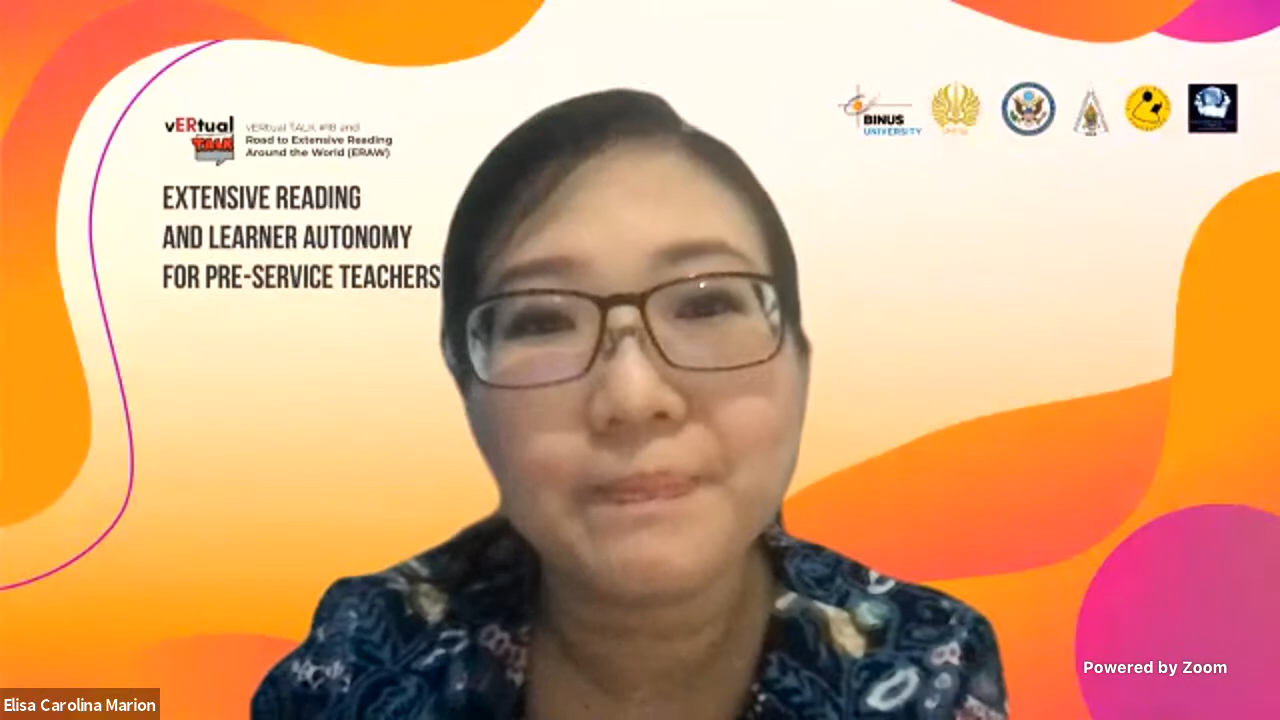 vERtual
TALK
vERtual TALK #18 and
Road to Extensive Reading
Around the World (ERAW)
EXTENSIVE READING
AND LEARNER AUTONOMY
FOR PRE-SERVICE TEACHERS
BINUS
UNIVERSITY
Powered by Zoom
Elisa Carolina Marion